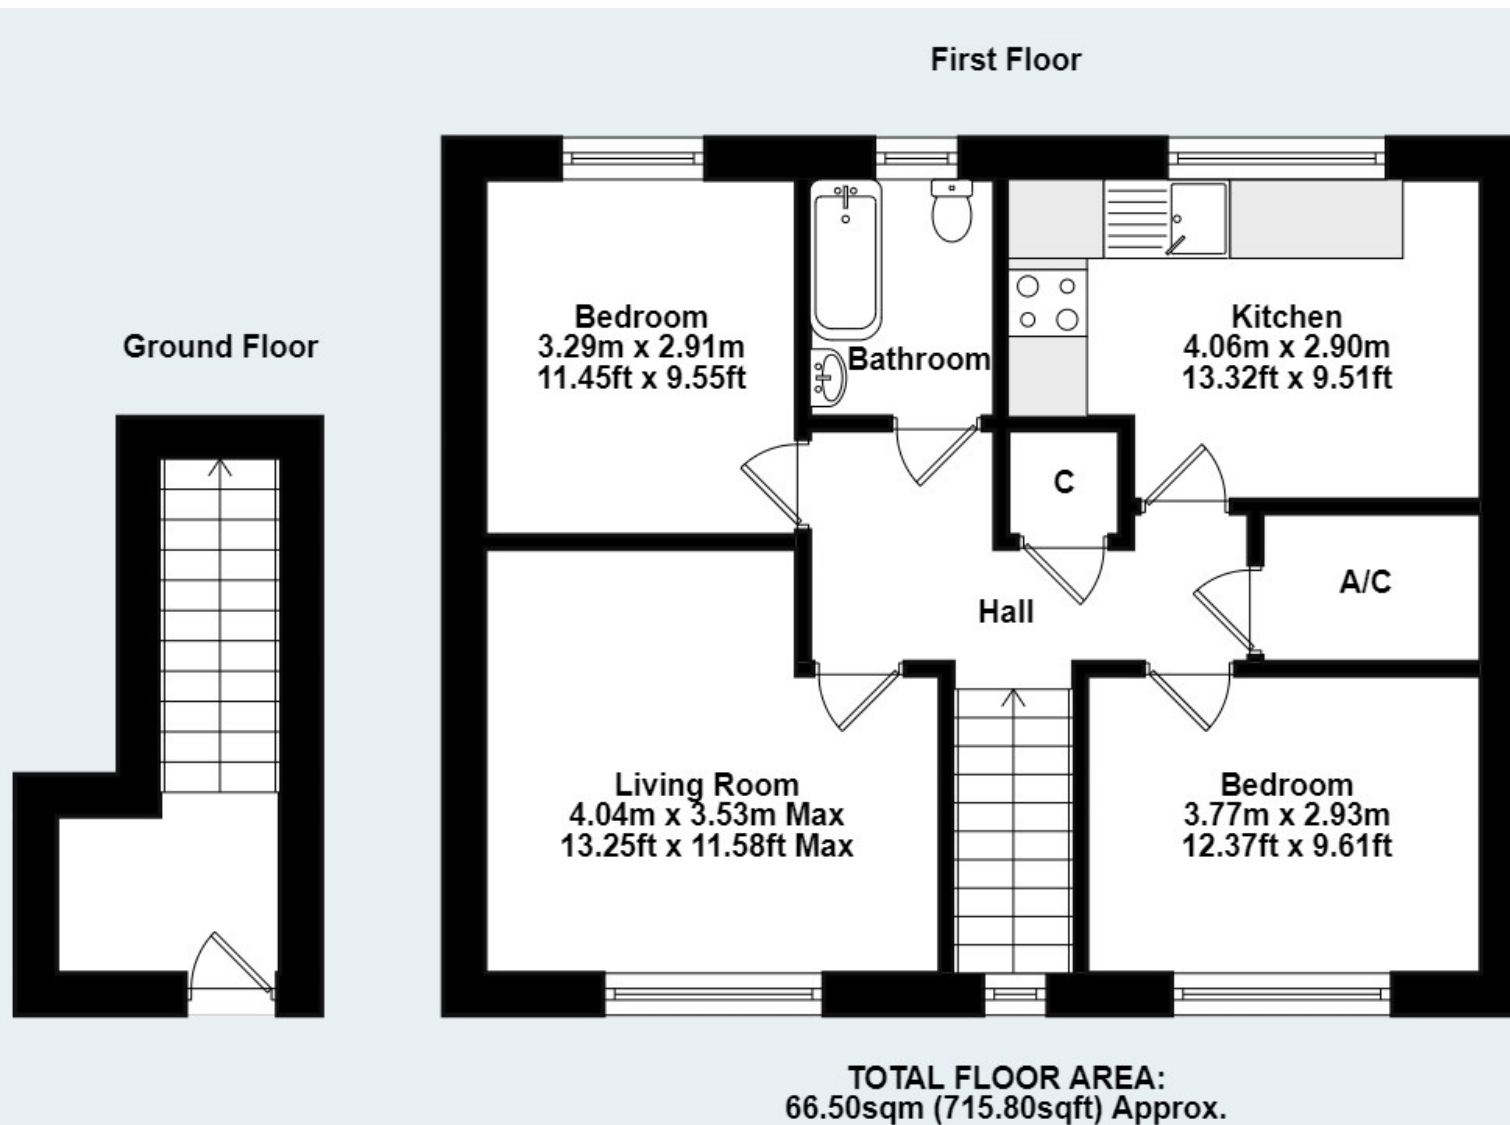 First Floor
Ground Floor
Bedroom
3.29m x 2.91m
11.45ft x 9.55ft
Bathroom
Kitchen
4.06m x 2.90m
13.32ft x 9.51ft
C
A/C
Hall
Living Room
4.04m x 3.53m Max
13.25ft x 11.58ft Max
Bedroom
3.77m x 2.93m
12.37ft x 9.61ft
TOTAL FLOOR AREA:
66.50sqm (715.80sqft) Approx.